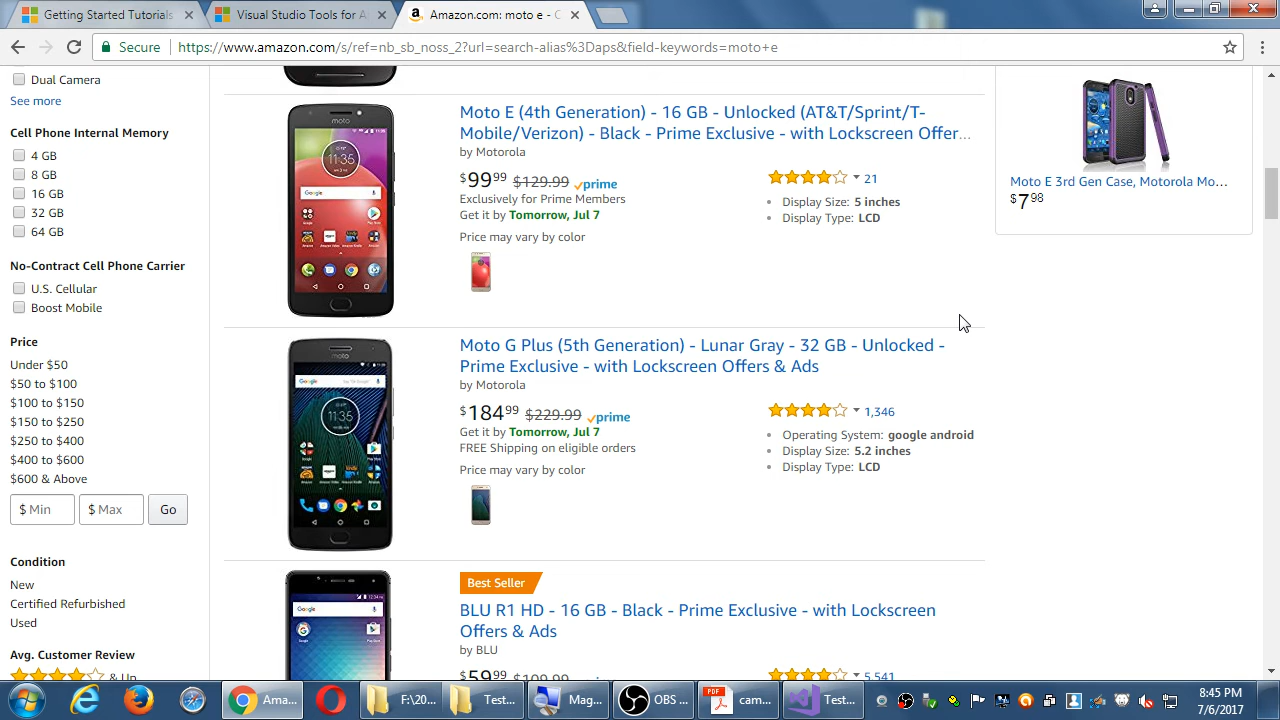 Getting Started Tutorials
Visual Studio Tools for A
Amazon.com: moto e - C
Secure
https://www.amazon.com/s/ref=nb_sb_noss_2?url=search-alias%3Daps&field-keywords=moto+e
Dual Camera
See more
Cell Phone Internal Memory
4 GB
8 GB
16 GB
32 GB
64 GB
No-Contract Cell Phone Carrier
U.S. Cellular
Boost Mobile
Price
Under $50
$50 to $100
$100 to $150
$150 to $250
$250 to $400
$400 to $600
$600 & Above
$ Min
$ Max
Go
Condition
New
Certified Refurbished
Used
Avg. Customer Review
& Up
moto
11:35
Google
Moto E (4th Generation) - 16 GB - Unlocked (AT&T/Sprint/T-
Mobile/Verizon) - Black - Prime Exclusive - with Lockscreen Offer...
by Motorola
$99.99 $129.99 prime
Exclusively for Prime Members
Get it by Tomorrow, Jul 7
Price may vary by color
21
Display Size: 5 inches
Display Type: LCD
moto
Google
11:35
Moto G Plus (5th Generation) - Lunar Gray - 32 GB - Unlocked -
Prime Exclusive - with Lockscreen Offers & Ads
by Motorola
$184.99 $229.99 prime
Get it by Tomorrow, Jul 7
FREE Shipping on eligible orders
Price may vary by color
1,346
Operating System: google android
Display Size: 5.2 inches
Display Type: LCD
Google
Best Seller
BLU R1 HD - 16 GB - Black - Prime Exclusive - with Lockscreen
Offers & Ads
by BLU
$59.99 $109.99
5,541
Moto E 3rd Gen Case, Motorola Mo...
$7.98
Ama...
F:\20...
Test...
Mag...
OBS ...
PDF
cam...
Test...
8:45 PM
7/6/2017